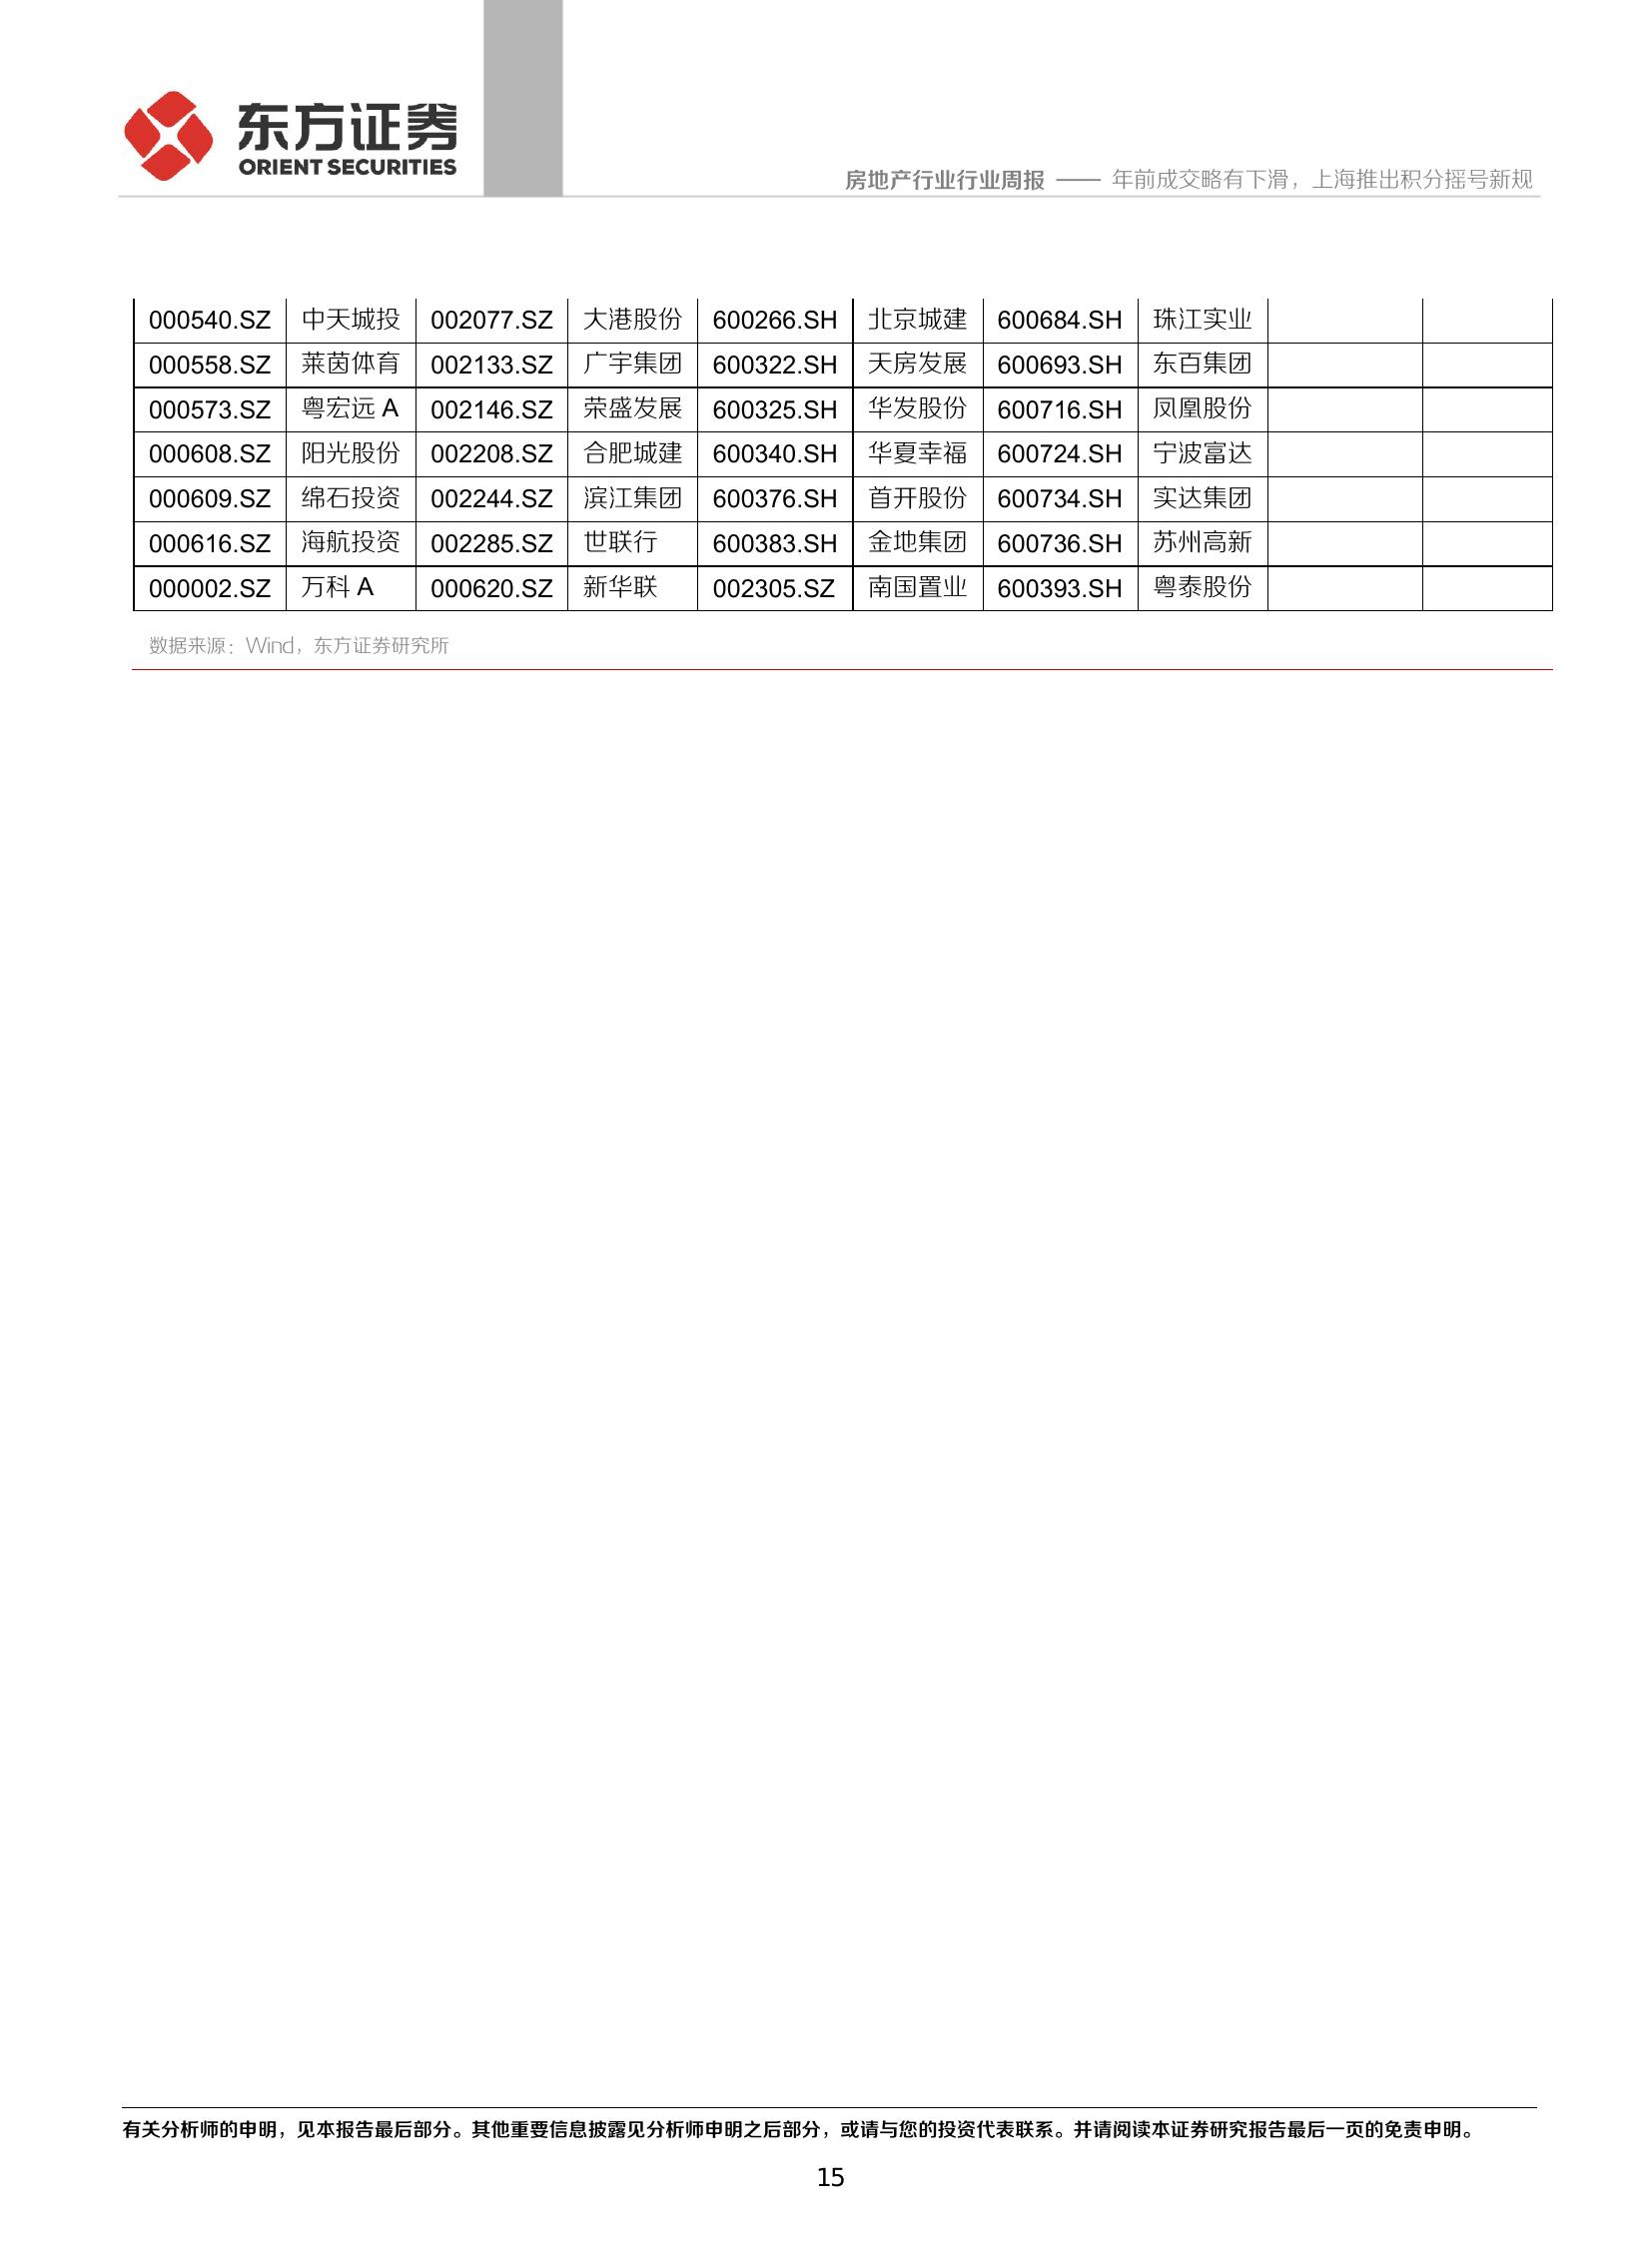 东方证券
ORIENT SECURITIES
房地产行业行业周报 —— 年前成交略有下滑，上海推出积分摇号新规
000540.SZ 中天城投 002077.SZ 大港股份 600266.SH 北京城建 600684.SH 珠江实业
000558.SZ 莱茵体育 002133.SZ 广宇集团 600322.SH 天房发展 600693.SH 东百集团
000573.SZ 粤宏远 A 002146.SZ 荣盛发展 600325.SH 华发股份 600716.SH 凤凰股份
000608.SZ 阳光股份 002208.SZ 合肥城建 600340.SH 华夏幸福 600724.SH 宁波富达
000609.SZ 绵石投资 002244.SZ 滨江集团 600376.SH 首开股份 600734.SH 实达集团
000616.SZ 海航投资 002285.SZ 世联行 600383.SH 金地集团 600736.SH 苏州高新
000002.SZ 万科 A 000620.SZ 新华联 002305.SZ 南国置业 600393.SH 粤泰股份
数据来源：Wind，东方证券研究所
有关分析师的申明，见本报告最后部分。其他重要信息披露见分析师申明之后部分，或请与您的投资代表联系。并请阅读本证券研究报告最后一页的免责申明。
15